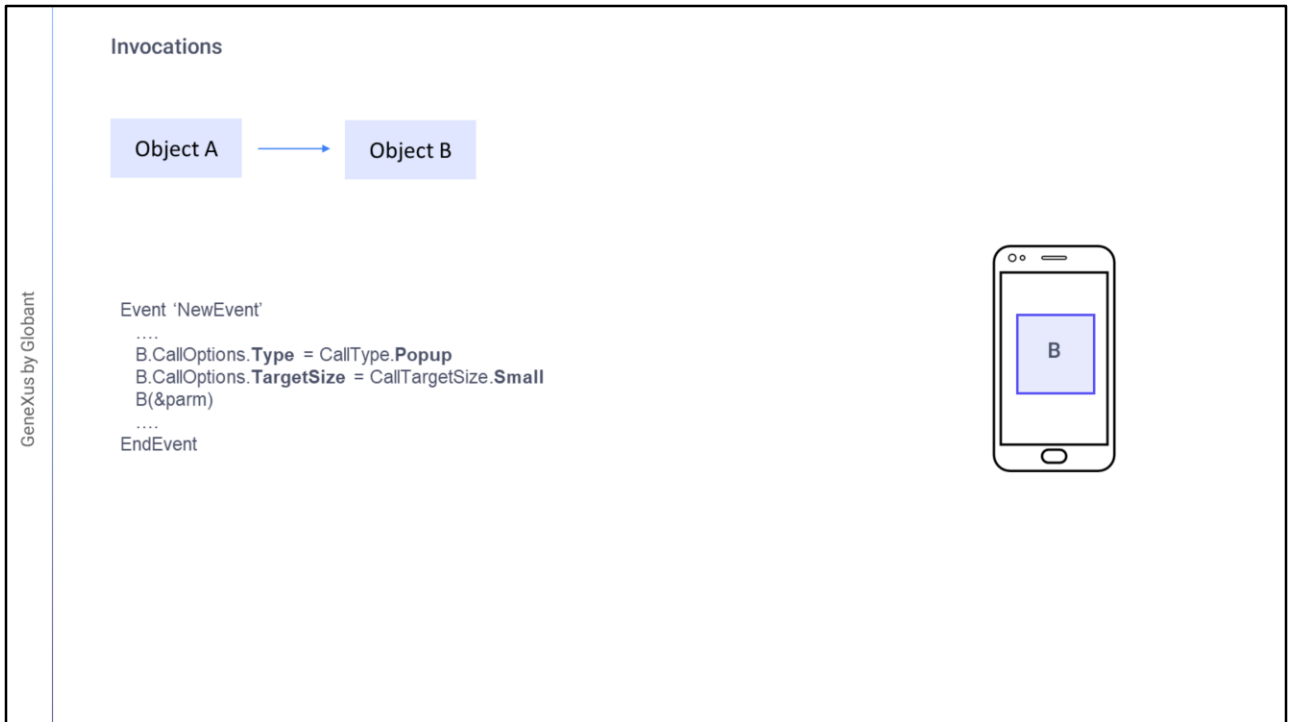 Invocations
Object A
Object B
Event ‘NewEvent’
....
B.CallOptions.Type = CallType.Popup
B.CallOptions.TargetSize = CallTargetSize.Small
B(&parm)
....
EndEvent
B
GeneXus by Globant